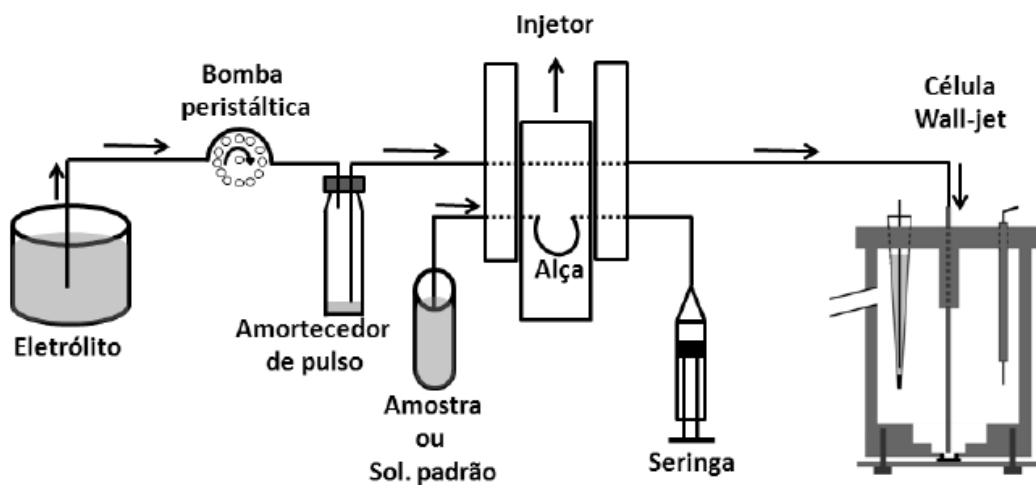 Injetor
Bomba
peristáltica
Célula
Wall-jet
Alça
Eletrólito
Amortecedor
de pulso
Amostra
ou
Sol. padrão
Seringa